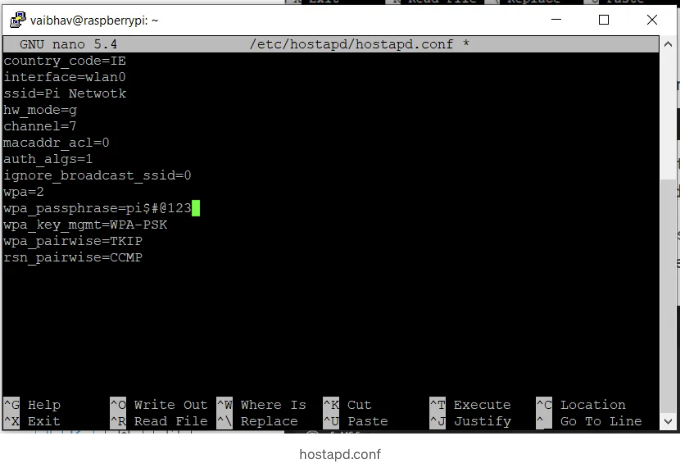 vaibhav@raspberrypi: ~
GNU nano 5.4 /etc/hostapd/hostapd.conf *
country_code=IE
interface=wlan0
ssid=Pi Netwotk
hw_mode=g
channel=7
macaddr_acl=0
auth_algs=1
ignore_broadcast_ssid=0
wpa=2
wpa_passphrase=pi$#@123
wpa_key_mgmt=WPA-PSK
wpa_pairwise=TKIP
rsn_pairwise=CCMP
^G Help ^O Write Out ^W Where Is ^K Cut ^T Execute ^C Location
^X Exit ^R Read File ^\ Replace ^U Paste ^J Justify ^_ Go To Line
hostapd.conf